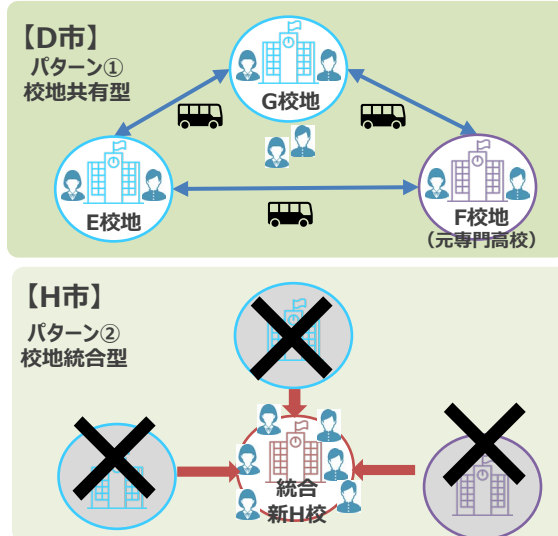 【D市】
パターン①
校地共有型
G校地
E校地
F校地
（元専門高校）
【H市】
パターン②
校地統合型
統合
新H校